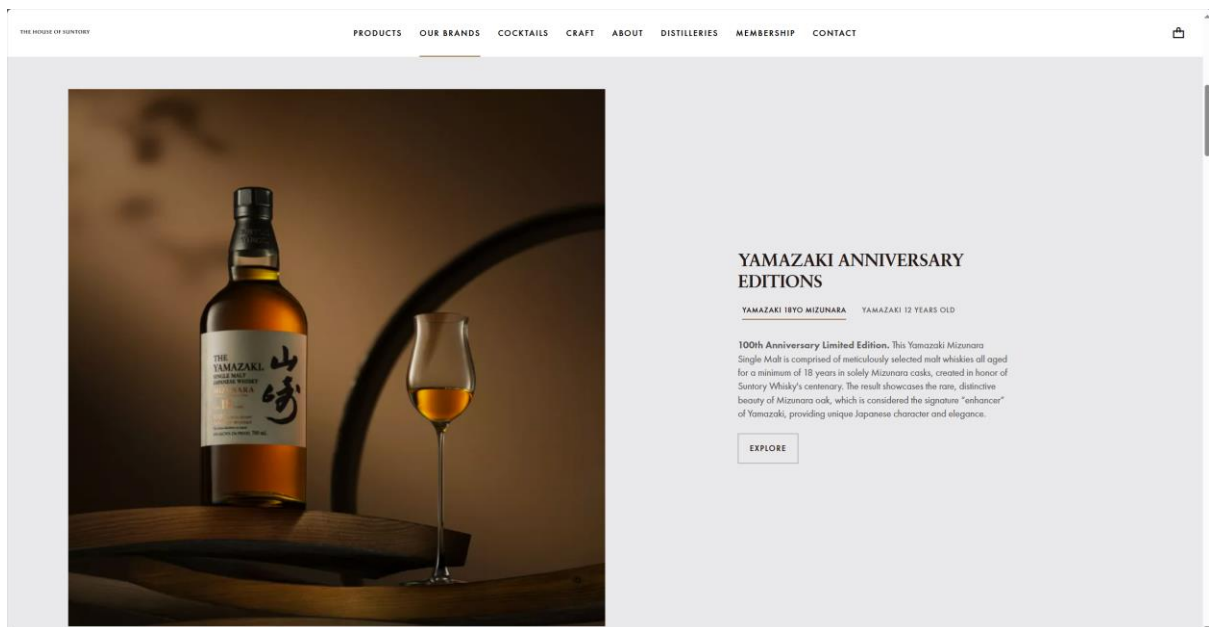 THE HOUSE OF SUNTORY
PRODUCTS OUR BRANDS COCKTAILS CRAFT ABOUT DISTILLERIES MEMBERSHIP CONTACT
THE
YAMAZAKI
SINGLE MALT
JAPANESE WHISKY
山崎
YAMAZAKI ANNIVERSARY
EDITIONS
YAMAZAKI 18YO MIZUNARA YAMAZAKI 12 YEARS OLD
100th Anniversary Limited Edition. This Yamazaki Mizunara
Single Malt is comprised of meticulously selected malt whiskies all aged
for a minimum of 18 years in solely Mizunara casks, created in honor of
Suntory Whisky's centenary. The result showcases the rare, distinctive
beauty of Mizunara oak, which is considered the signature "enhancer"
of Yamazaki, providing unique Japanese character and elegance.
EXPLORE